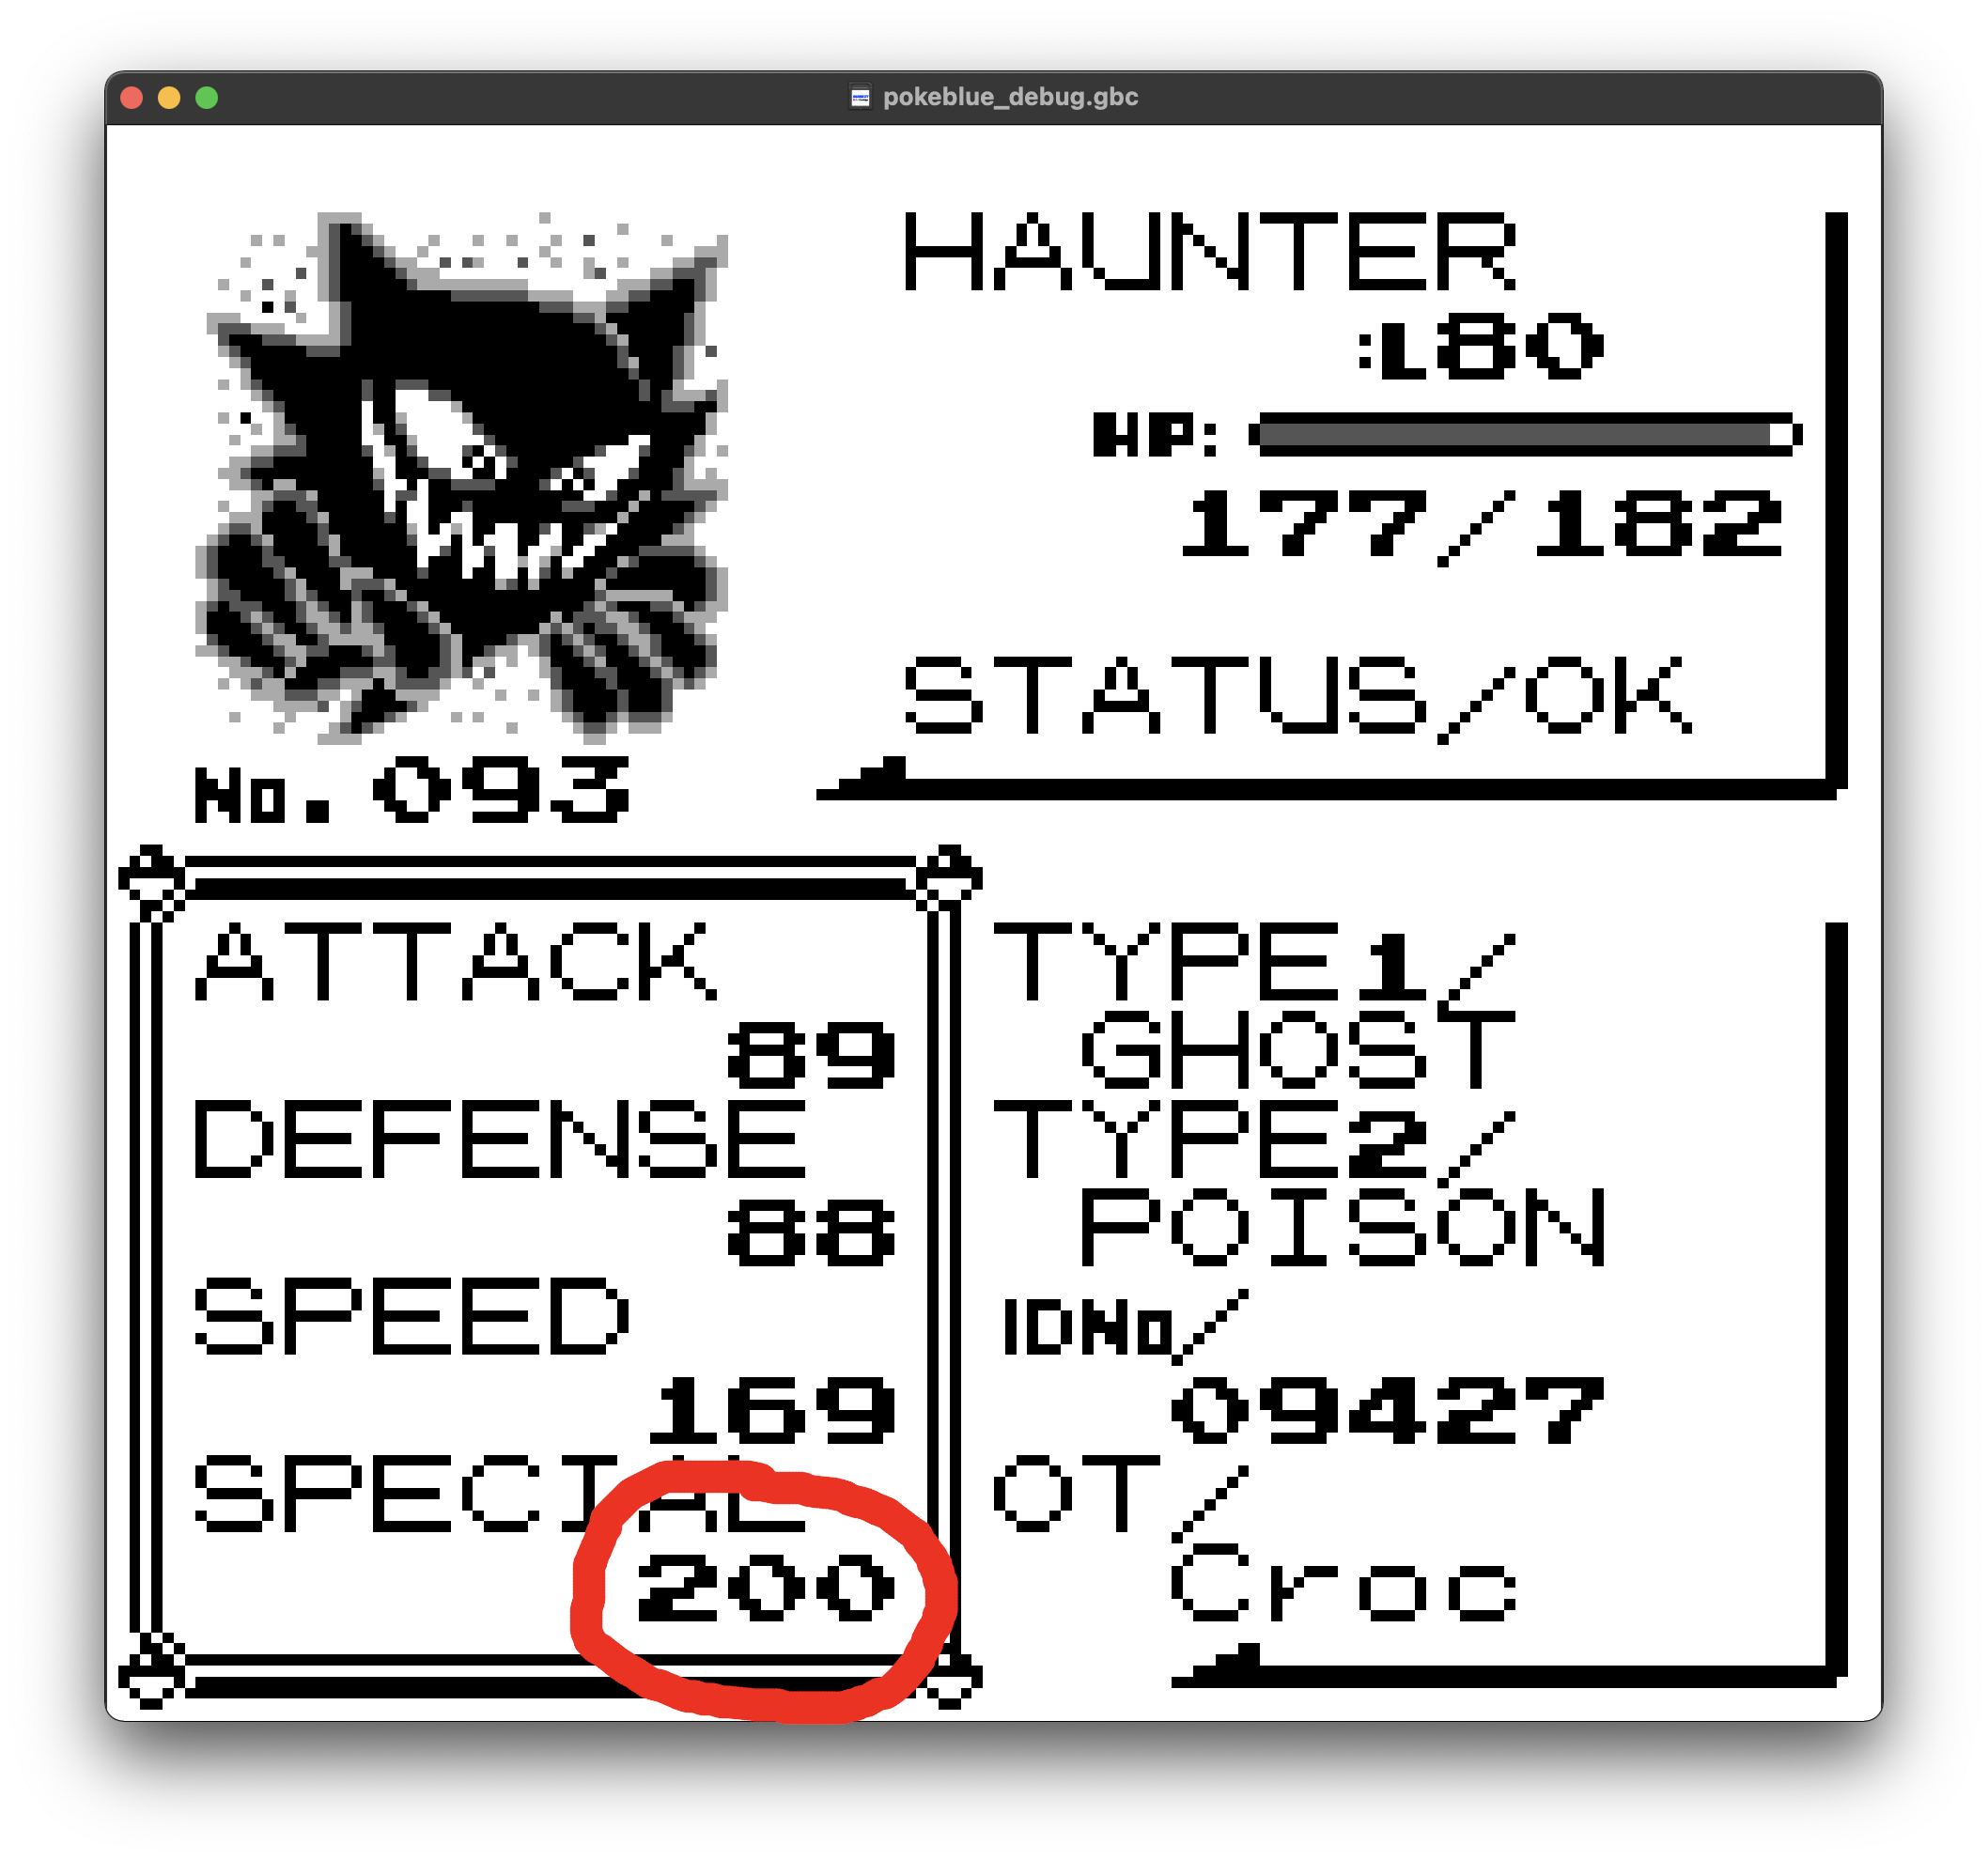 pokeblue_debug.gbc
HAUNTER
:L80
HP:
177/182
STATUS/OK
No.093
ATTACK
89
DEFENSE
88
SPEED
169
SPECIAL
200
TYPE1/
GHOST
TYPE2/
POISON
IDNo/
09427
OT/
Croc